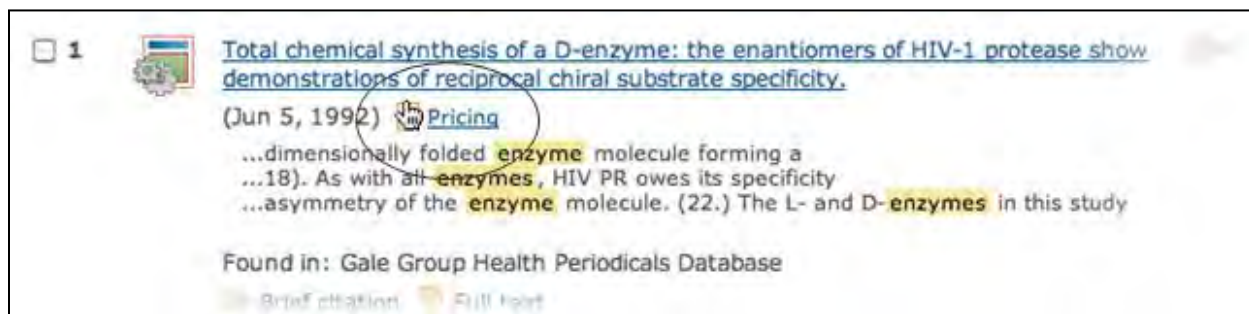 1
Total chemical synthesis of a D-enzyme: the enantiomers of HIV-1 protease show
demonstrations of reciprocal chiral substrate specificity.
(Jun 5, 1992) Pricing
...dimensionally folded enzyme molecule forming a
...18). As with all enzymes, HIV PR owes its specificity
...asymmetry of the enzyme molecule. (22.) The L- and D-enzymes in this study
Found in: Gale Group Health Periodicals Database
Brief citation Full text